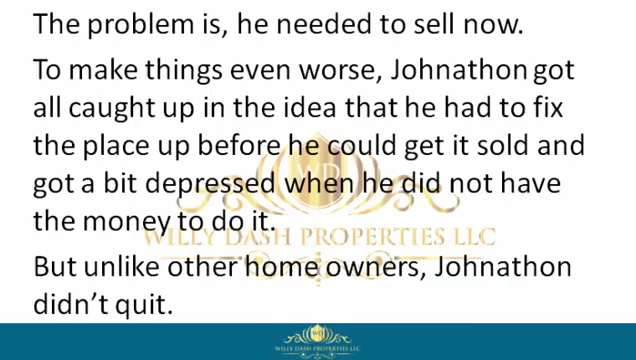 The problem is, he needed to sell now.
To make things even worse, Johnathon got
all caught up in the idea that he had to fix
the place up before he could get it sold and
got a bit depressed when he did not have
the money to do it.
WILLY DASH PROPERTIES LLC
But unlike other home owners, Johnathon
didn't quit.
WILLY DASH PROPERTIES LLC